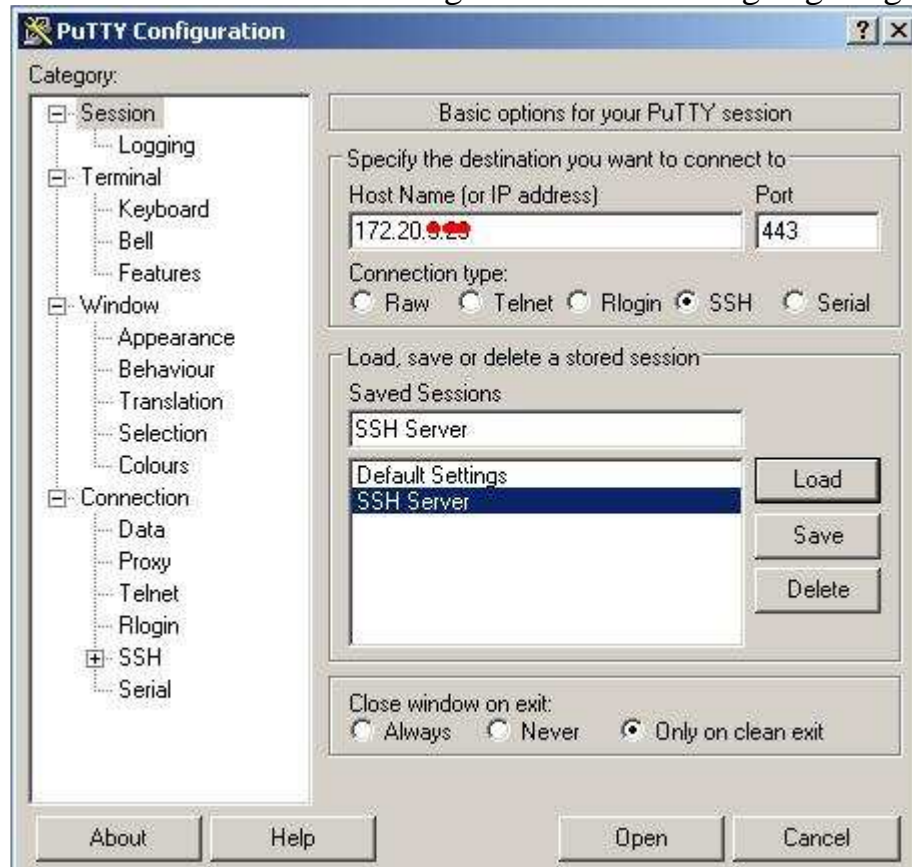 PuTTY Configuration
Category:
Session
Logging
Terminal
Keyboard
Bell
Features
Window
Appearance
Behaviour
Translation
Selection
Colours
Connection
Data
Proxy
Telnet
Rlogin
SSH
Serial
Basic options for your PuTTY session
Specify the destination you want to connect to
Host Name (or IP address) Port
172.20. 443
Connection type:
Raw Telnet Rlogin SSH Serial
Load, save or delete a stored session
Saved Sessions
SSH Server
Default Settings
SSH Server
Load
Save
Delete
Close window on exit:
Always Never Only on clean exit
About Help Open Cancel